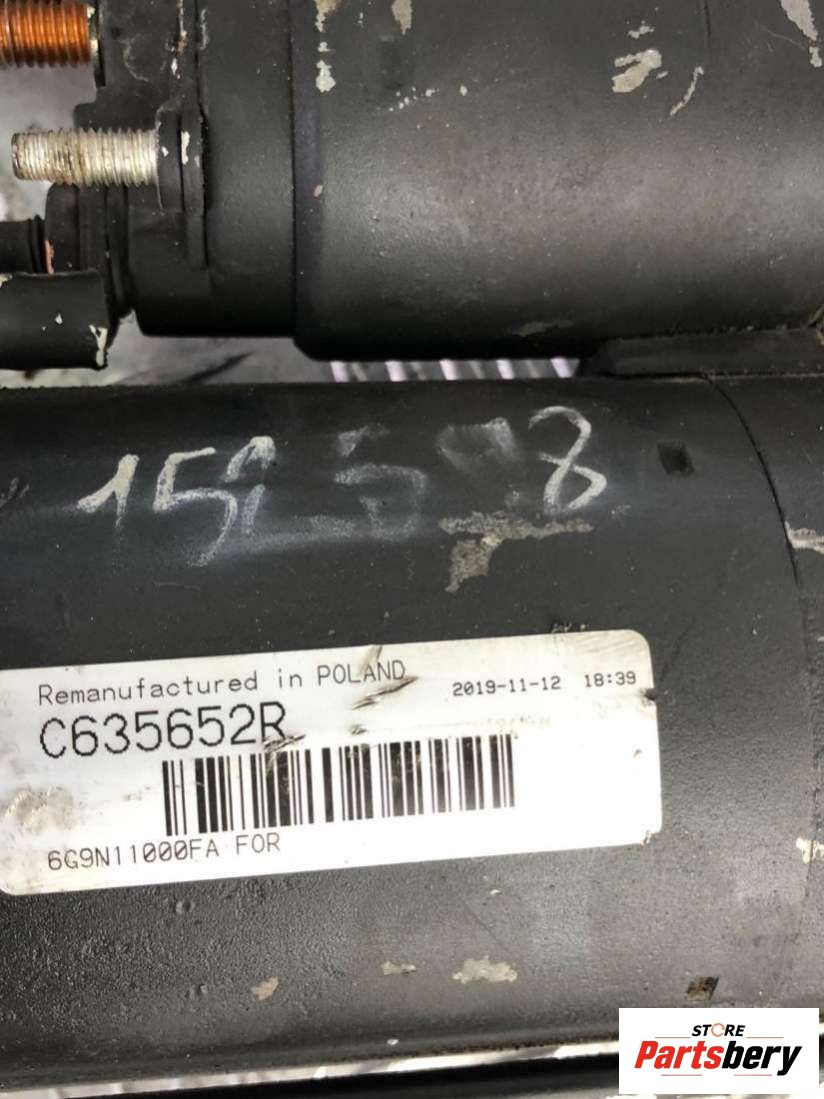 Remanufactured in POLAND 2019-11-12 18:39
C635652R
6G9N11000FA FOR
STORE
Partsbery